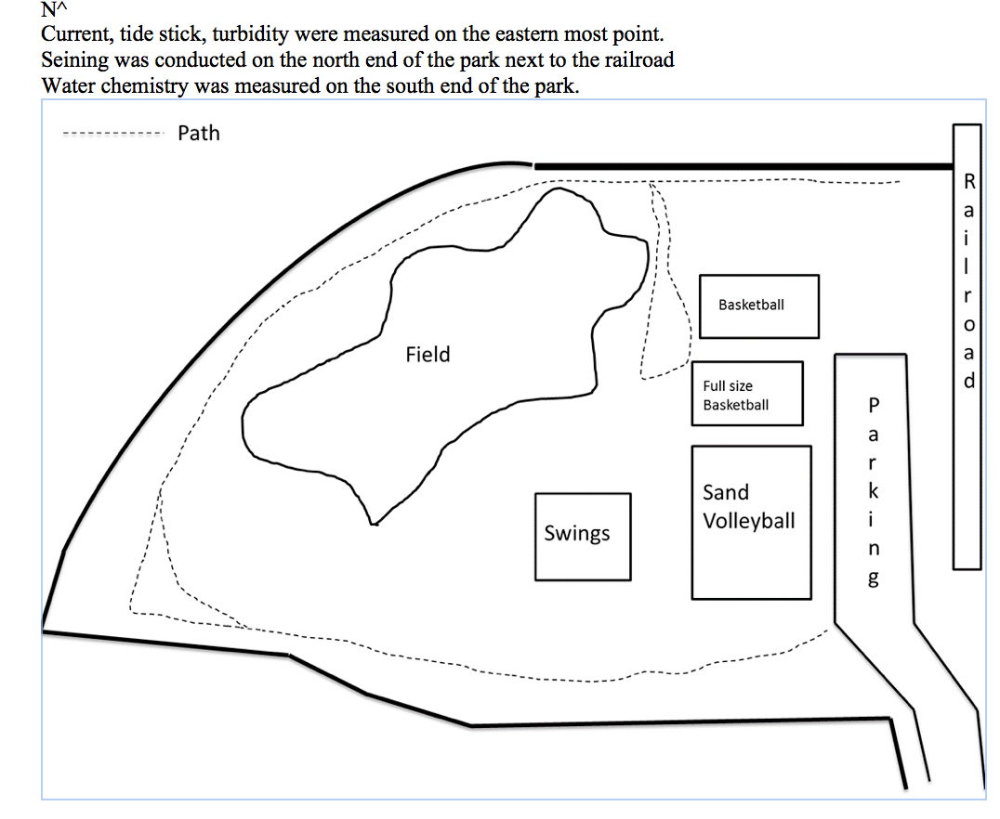 N^
Current, tide stick, turbidity were measured on the eastern most point.
Seining was conducted on the north end of the park next to the railroad
Water chemistry was measured on the south end of the park.
Path
Railroad
Basketball
Field
Full size
Basketball
Parking
Sand
Volleyball
Swings